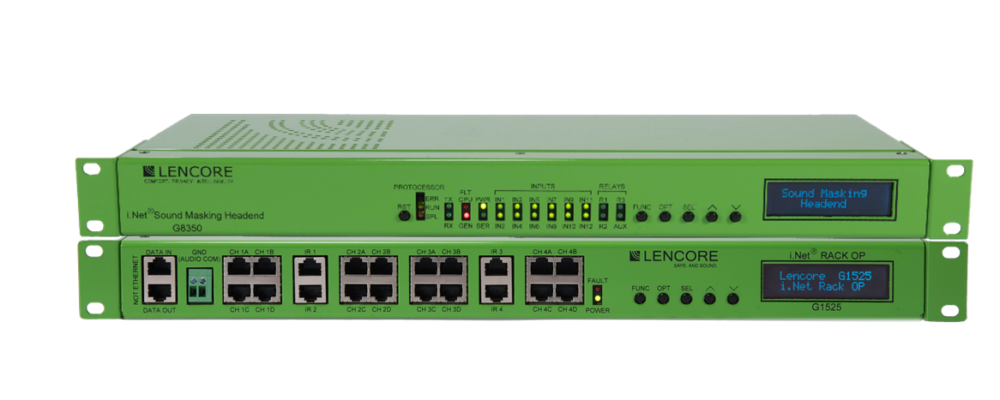 LENCORE
COMFORT. PRIVACY. INTELLIGIBILITY.
i.Net® Sound Masking Headend
G8350
PROTOCESSOR
RST
ERR
RUN
SPL
FLT
TX CPU PWR
RX GEN SER
INPUTS
IN1 IN3 IN5 IN7 IN9 IN11
IN2 IN4 IN6 IN8 IN10 IN12
RELAYS
R1 R3
R2 AUX
FUNC OPT SEL
Sound Masking
Headend
NOT ETHERNET
DATA IN
DATA OUT
GND
(AUDIO COM)
CH 1A CH 1B
CH 1C CH 1D
IR 1
IR 2
CH 2A CH 2B
CH 2C CH 2D
CH 3A CH 3B
CH 3C CH 3D
IR 3
IR 4
CH 4A CH 4B
CH 4C CH 4D
FAULT
POWER
LENCORE
SAFE. AND SOUND.
FUNC OPT SEL
i.Net® RACK OP
Lencore G1525
i.Net Rack OP
G1525